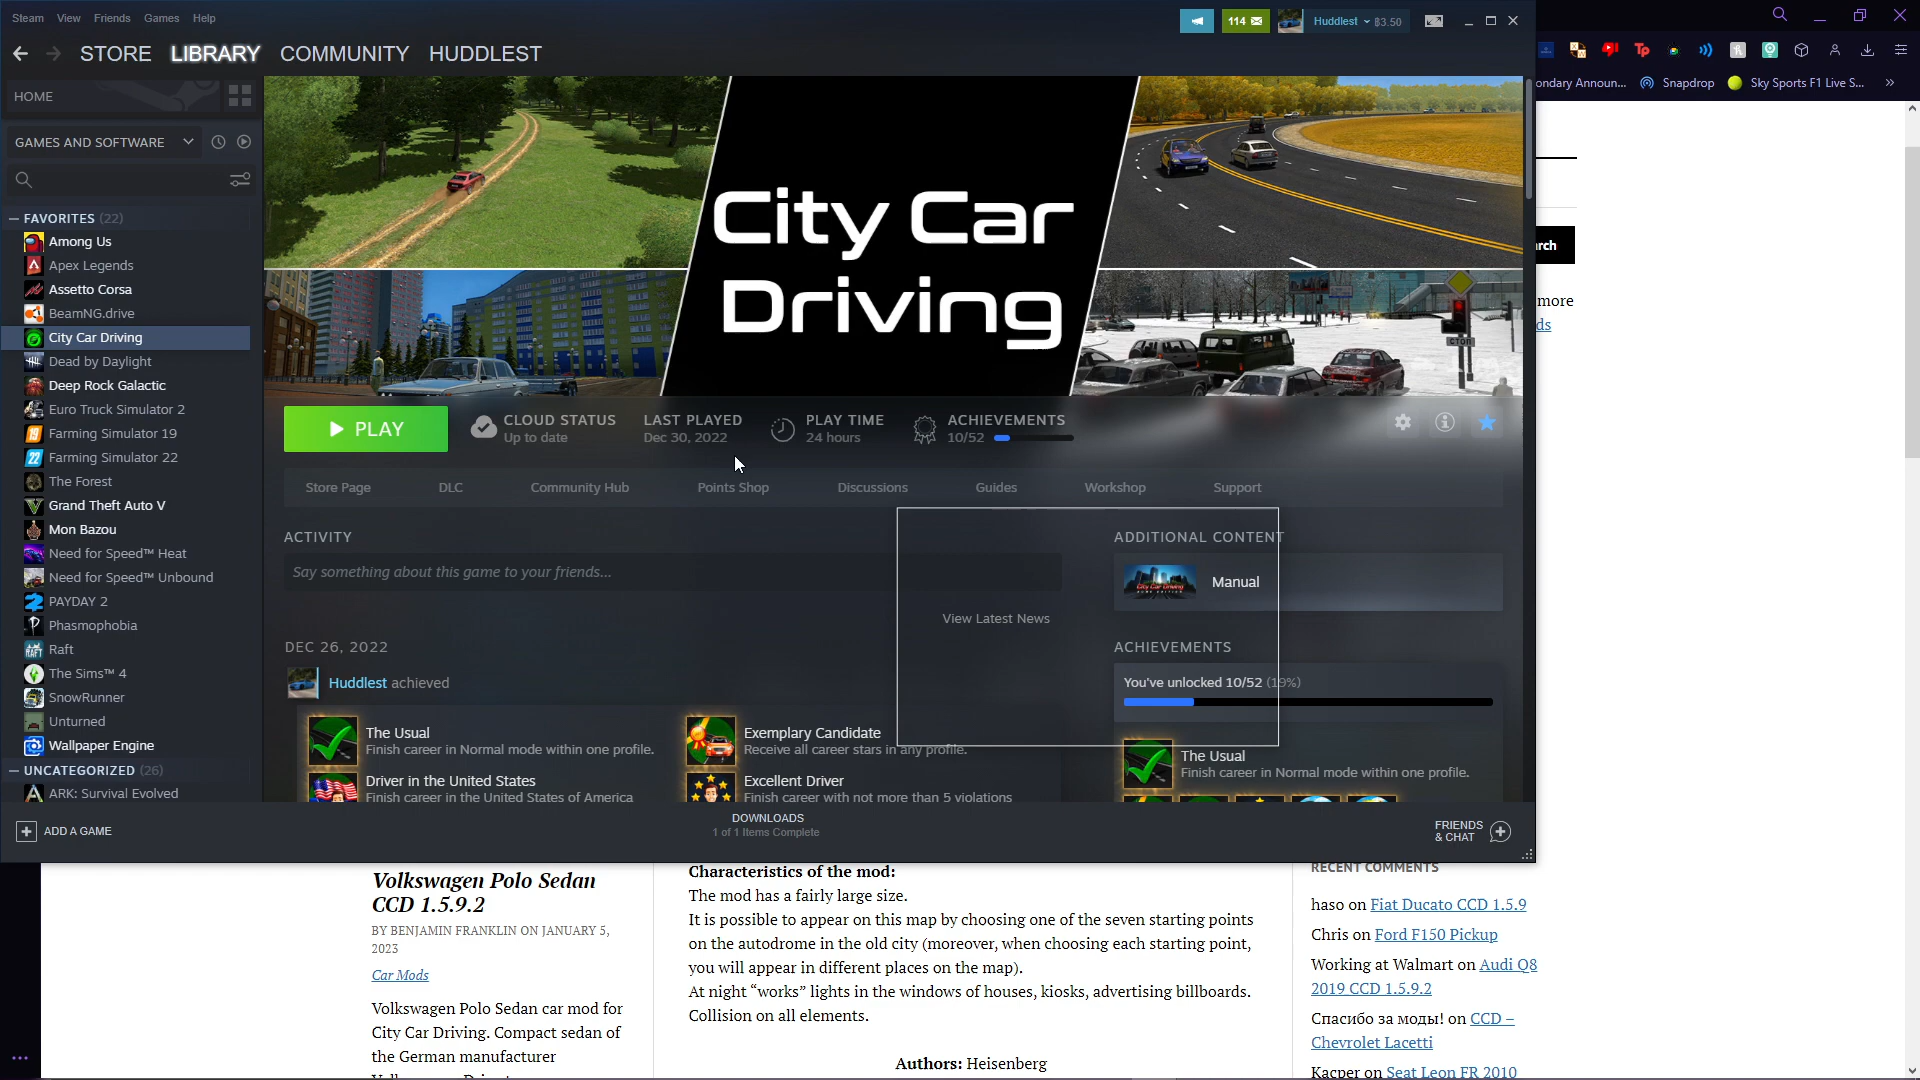 Steam View Friends Games Help
114
Huddlest
฿3.50
STORE LIBRARY COMMUNITY HUDDLEST
ondary Announ...
Snapdrop
Sky Sports F1 Live S...
HOME
GAMES AND SOFTWARE
FAVORITES (22)
Among Us
Apex Legends
Assetto Corsa
BeamNG.drive
City Car Driving
Dead by Daylight
Deep Rock Galactic
Euro Truck Simulator 2
Farming Simulator 19
Farming Simulator 22
The Forest
Grand Theft Auto V
Mon Bazou
Need for Speed™ Heat
Need for Speed™ Unbound
PAYDAY 2
Phasmophobia
Raft
The Sims™ 4
SnowRunner
Unturned
Wallpaper Engine
UNCATEGORIZED (26)
ARK: Survival Evolved
City Car
Driving
стоп
PLAY
CLOUD STATUS
Up to date
LAST PLAYED
Dec 30, 2022
PLAY TIME
24 hours
ACHIEVEMENTS
10/52
Store Page DLC Community Hub Points Shop Discussions Guides Workshop Support
ACTIVITY
Say something about this game to your friends...
View Latest News
DEC 26, 2022
Huddlest achieved
The Usual
Finish career in Normal mode within one profile.
Exemplary Candidate
Receive all career stars in any profile.
Driver in the United States
Finish career in the United States of America
Excellent Driver
Finish career with not more than 5 violations
ADDITIONAL CONTENT
Manual
ACHIEVEMENTS
You've unlocked 10/52 (19%)
The Usual
Finish career in Normal mode within one profile.
ADD A GAME
DOWNLOADS
1 of 1 Items Complete
FRIENDS
& CHAT
rch
more
ds
Volkswagen Polo Sedan
CCD 1.5.9.2
BY BENJAMIN FRANKLIN ON JANUARY 5,
2023
Car Mods
Volkswagen Polo Sedan car mod for
City Car Driving. Compact sedan of
the German manufacturer
Characteristics of the mod:
The mod has a fairly large size.
It is possible to appear on this map by choosing one of the seven starting points
on the autodrome in the old city (moreover, when choosing each starting point,
you will appear in different places on the map).
At night “works” lights in the windows of houses, kiosks, advertising billboards.
Collision on all elements.
Authors: Heisenberg
RECENT COMMENTS
haso on Fiat Ducato CCD 1.5.9
Chris on Ford F150 Pickup
Working at Walmart on Audi Q8
2019 CCD 1.5.9.2
Спасибо за моды! on CCD –
Chevrolet Lacetti
Kacper on Seat Leon FR 2010